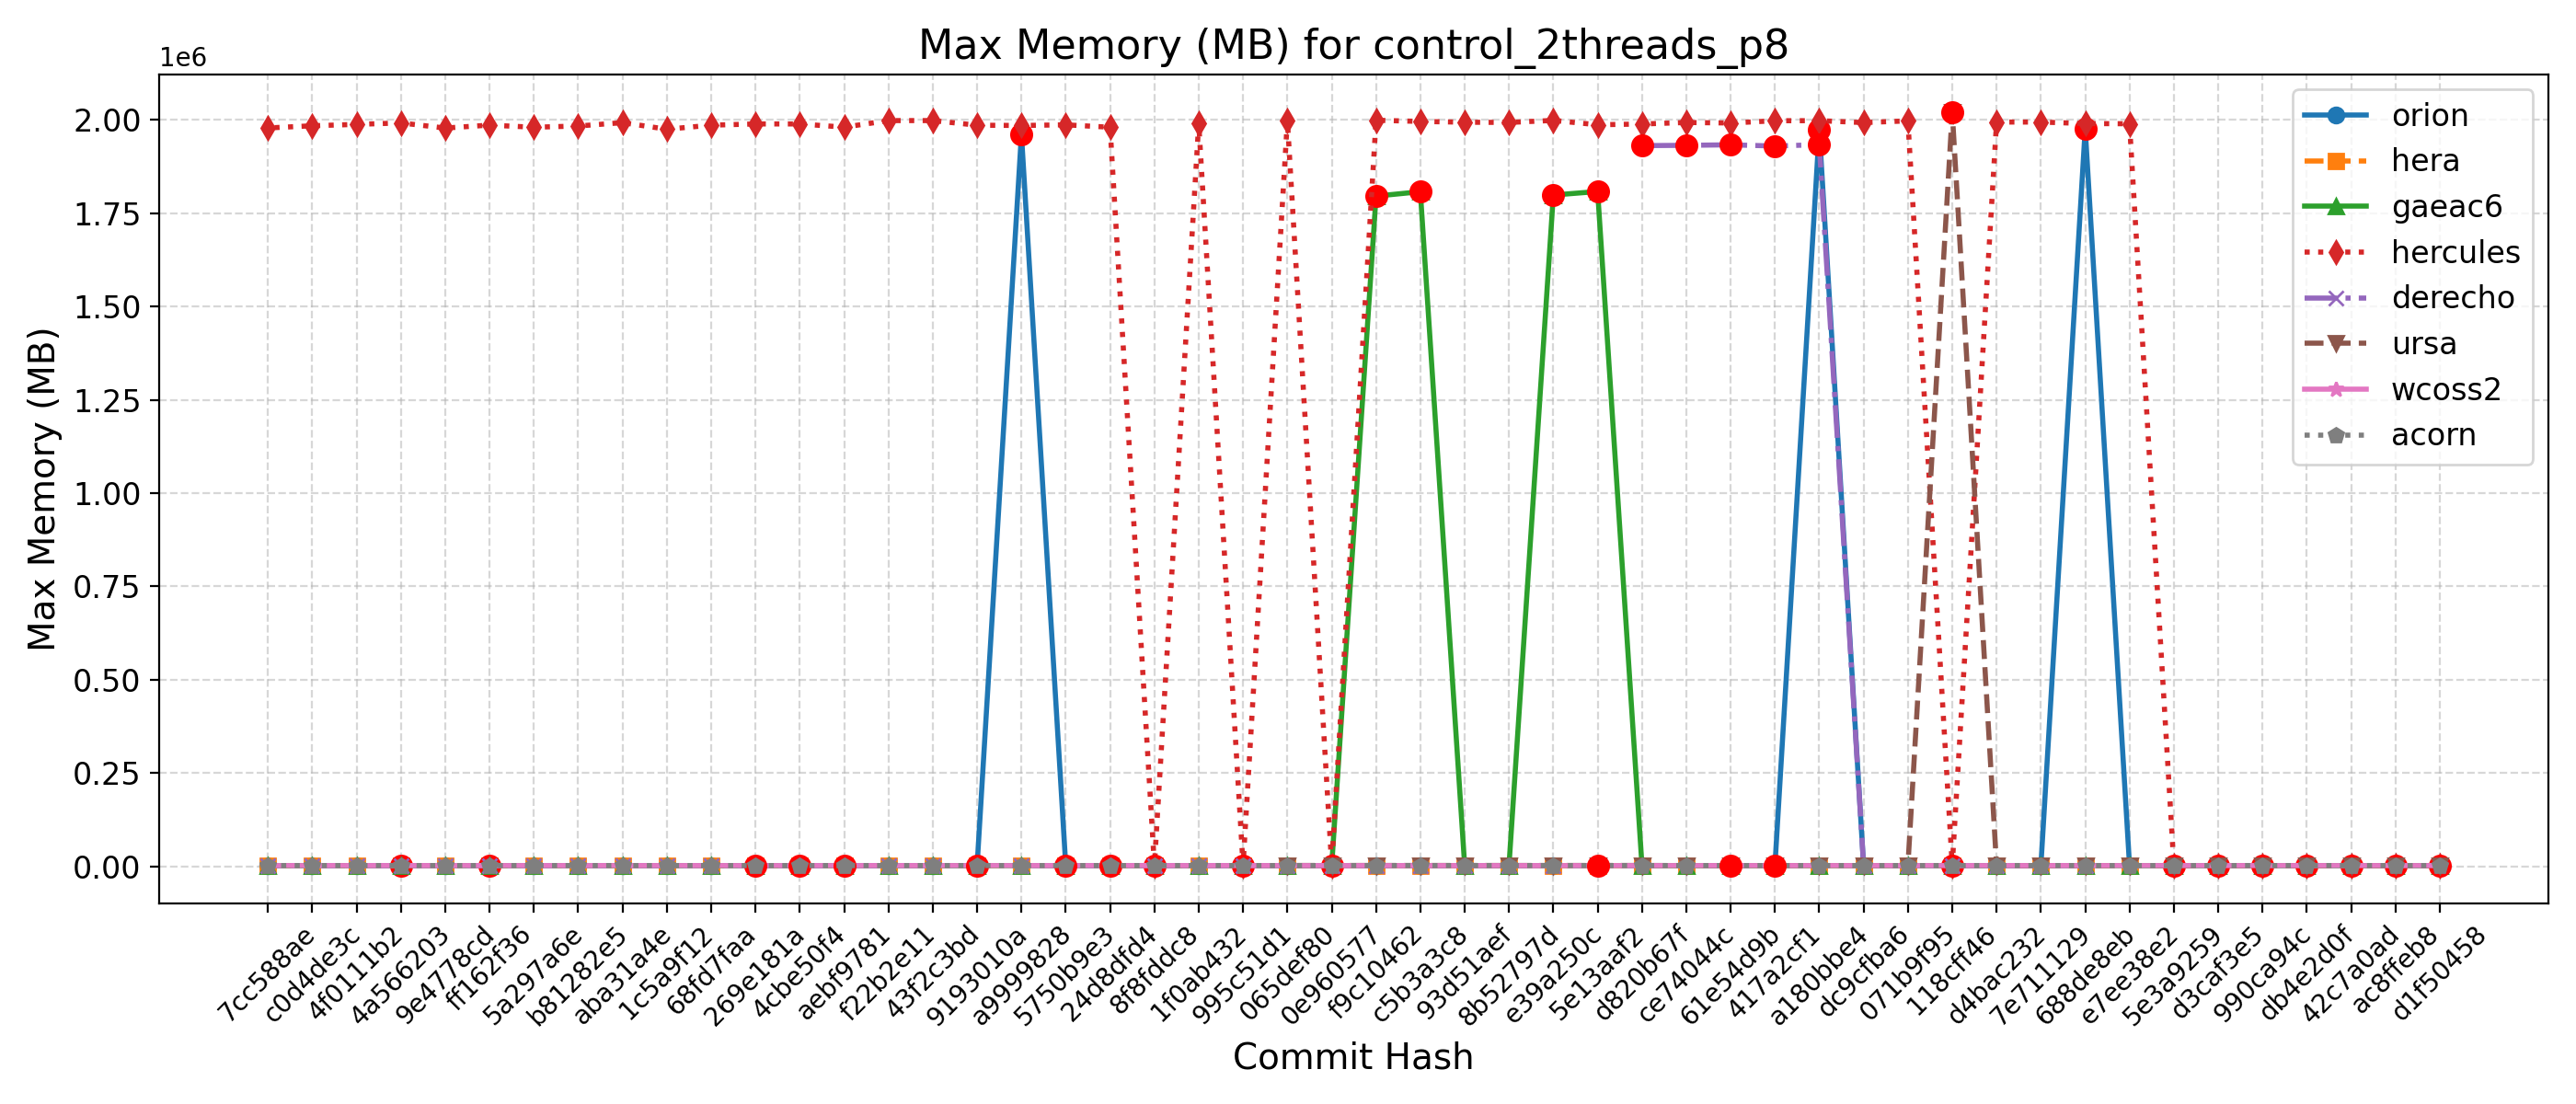 Max Memory (MB) for control_2threads_p8
1e6
2.00
1.75
1.50
1.25
1.00
0.75
0.50
0.25
0.00
Max Memory (MB)
orion
hera
gaeac6
hercules
derecho
ursa
wcoss2
acorn
7cc588ae
c0d4de3c
4f0111b2
4a566203
9e4778cd
ff162f36
5a297a6e
b81282e5
aba31a4e
1c5a9f12
68fd7faa
269e181a
4cbe50f4
aebf9781
f22b2e11
43f2c3bd
9193010a
a9999828
5750b9e3
24d8dfd4
8f8fddc8
1f0ab432
995c51d1
065def80
0e960577
f9c10462
c5b3a3c8
93d51aef
8b52797d
e39a250c
5e13aaf2
d820b67f
ce74044c
61e54d9b
417a2cf1
a180bbe4
dc9cfba6
071b9f95
118cff46
d4bac232
7e711129
688de8eb
e7ee38e2
5e3a9259
d3caf3e5
990ca94c
db4e2d0f
42c7a0ad
ac8ffeb8
d1f50458
Commit Hash